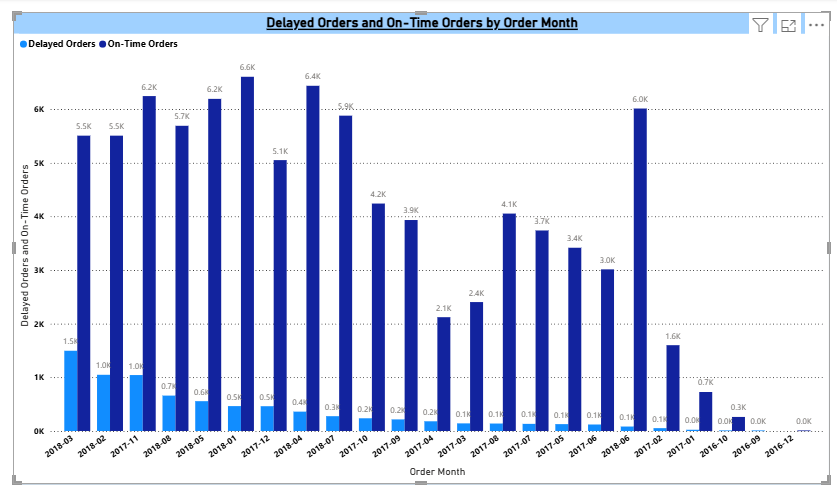 Delayed Orders and On-Time Orders by Order Month
Delayed Orders On-Time Orders
Delayed Orders and On-Time Orders
6K
5K
4K
3K
2K
1K
0K
1.5K 5.5K
1.0K 5.5K
1.0K 6.2K
0.7K 5.7K
0.6K 6.2K
0.5K 6.6K
0.5K 5.1K
0.4K 6.4K
0.3K 5.9K
0.2K 4.2K
0.2K 3.9K
0.2K 2.1K
0.1K 2.4K
0.1K 4.1K
0.1K 3.7K
0.1K 3.4K
0.1K 3.0K
0.1K 6.0K
0.1K 1.6K
0.0K 0.7K
0.0K 0.3K
0.0K
0.0K
2018-03 2018-02 2017-11 2018-08 2018-05 2018-01 2017-12 2018-04 2018-07 2017-10 2017-09 2017-04 2017-03 2017-08 2017-07 2017-05 2017-06 2018-06 2017-02 2017-01 2016-10 2016-09 2016-12
Order Month